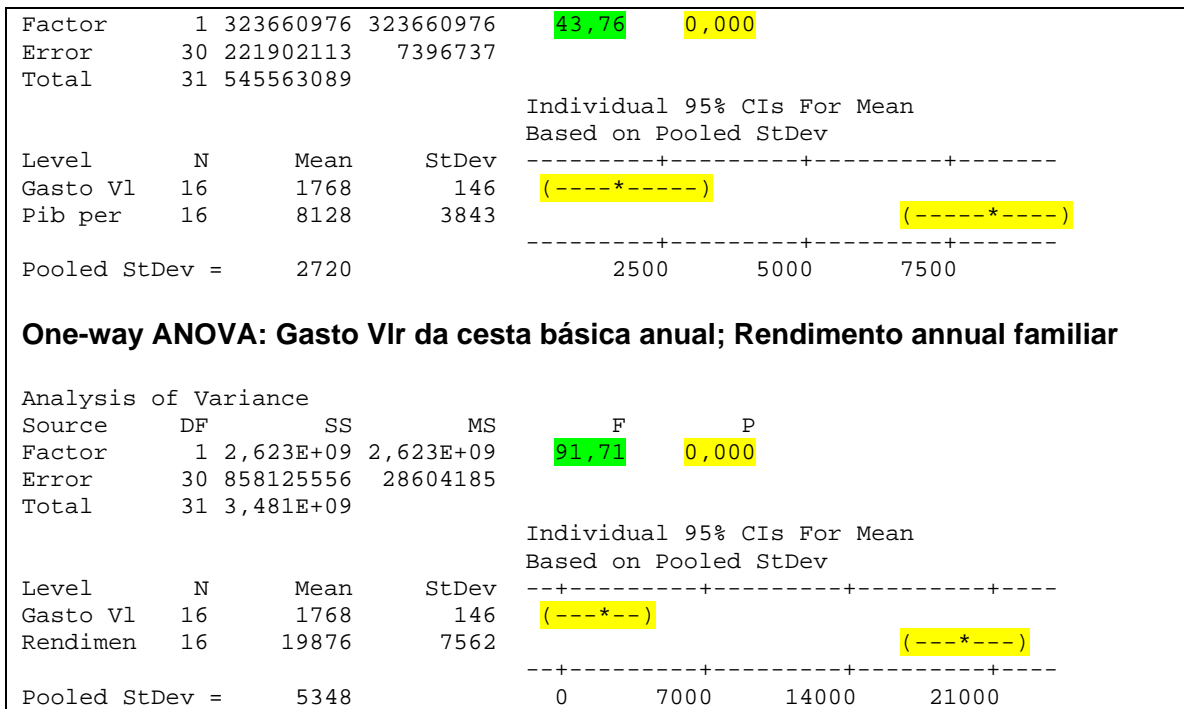 Factor      1 323660976 323660976    43,76    0,000
Error      30 221902113   7396737
Total      31 545563089
                                   Individual 95% CIs For Mean
                                   Based on Pooled StDev
Level       N      Mean     StDev  ---------+---------+---------+-------
Gasto Vl   16      1768       146   (----*-----)
Pib per    16      8128      3843                           (-----*----)
                                   ---------+---------+---------+-------
Pooled StDev =     2720                  2500      5000      7500
One-way ANOVA: Gasto Vlr da cesta básica anual; Rendimento annual familiar
Analysis of Variance
Source     DF        SS        MS        F        P
Factor      1 2,623E+09 2,623E+09    91,71    0,000
Error      30 858125556  28604185
Total      31 3,481E+09
                                   Individual 95% CIs For Mean
                                   Based on Pooled StDev
Level       N      Mean     StDev  --+---------+---------+---------+----
Gasto Vl   16      1768       146   (---*--)
Rendimen   16     19876      7562                           (---*---)
                                   --+---------+---------+---------+----
Pooled StDev =     5348              0      7000     14000     21000